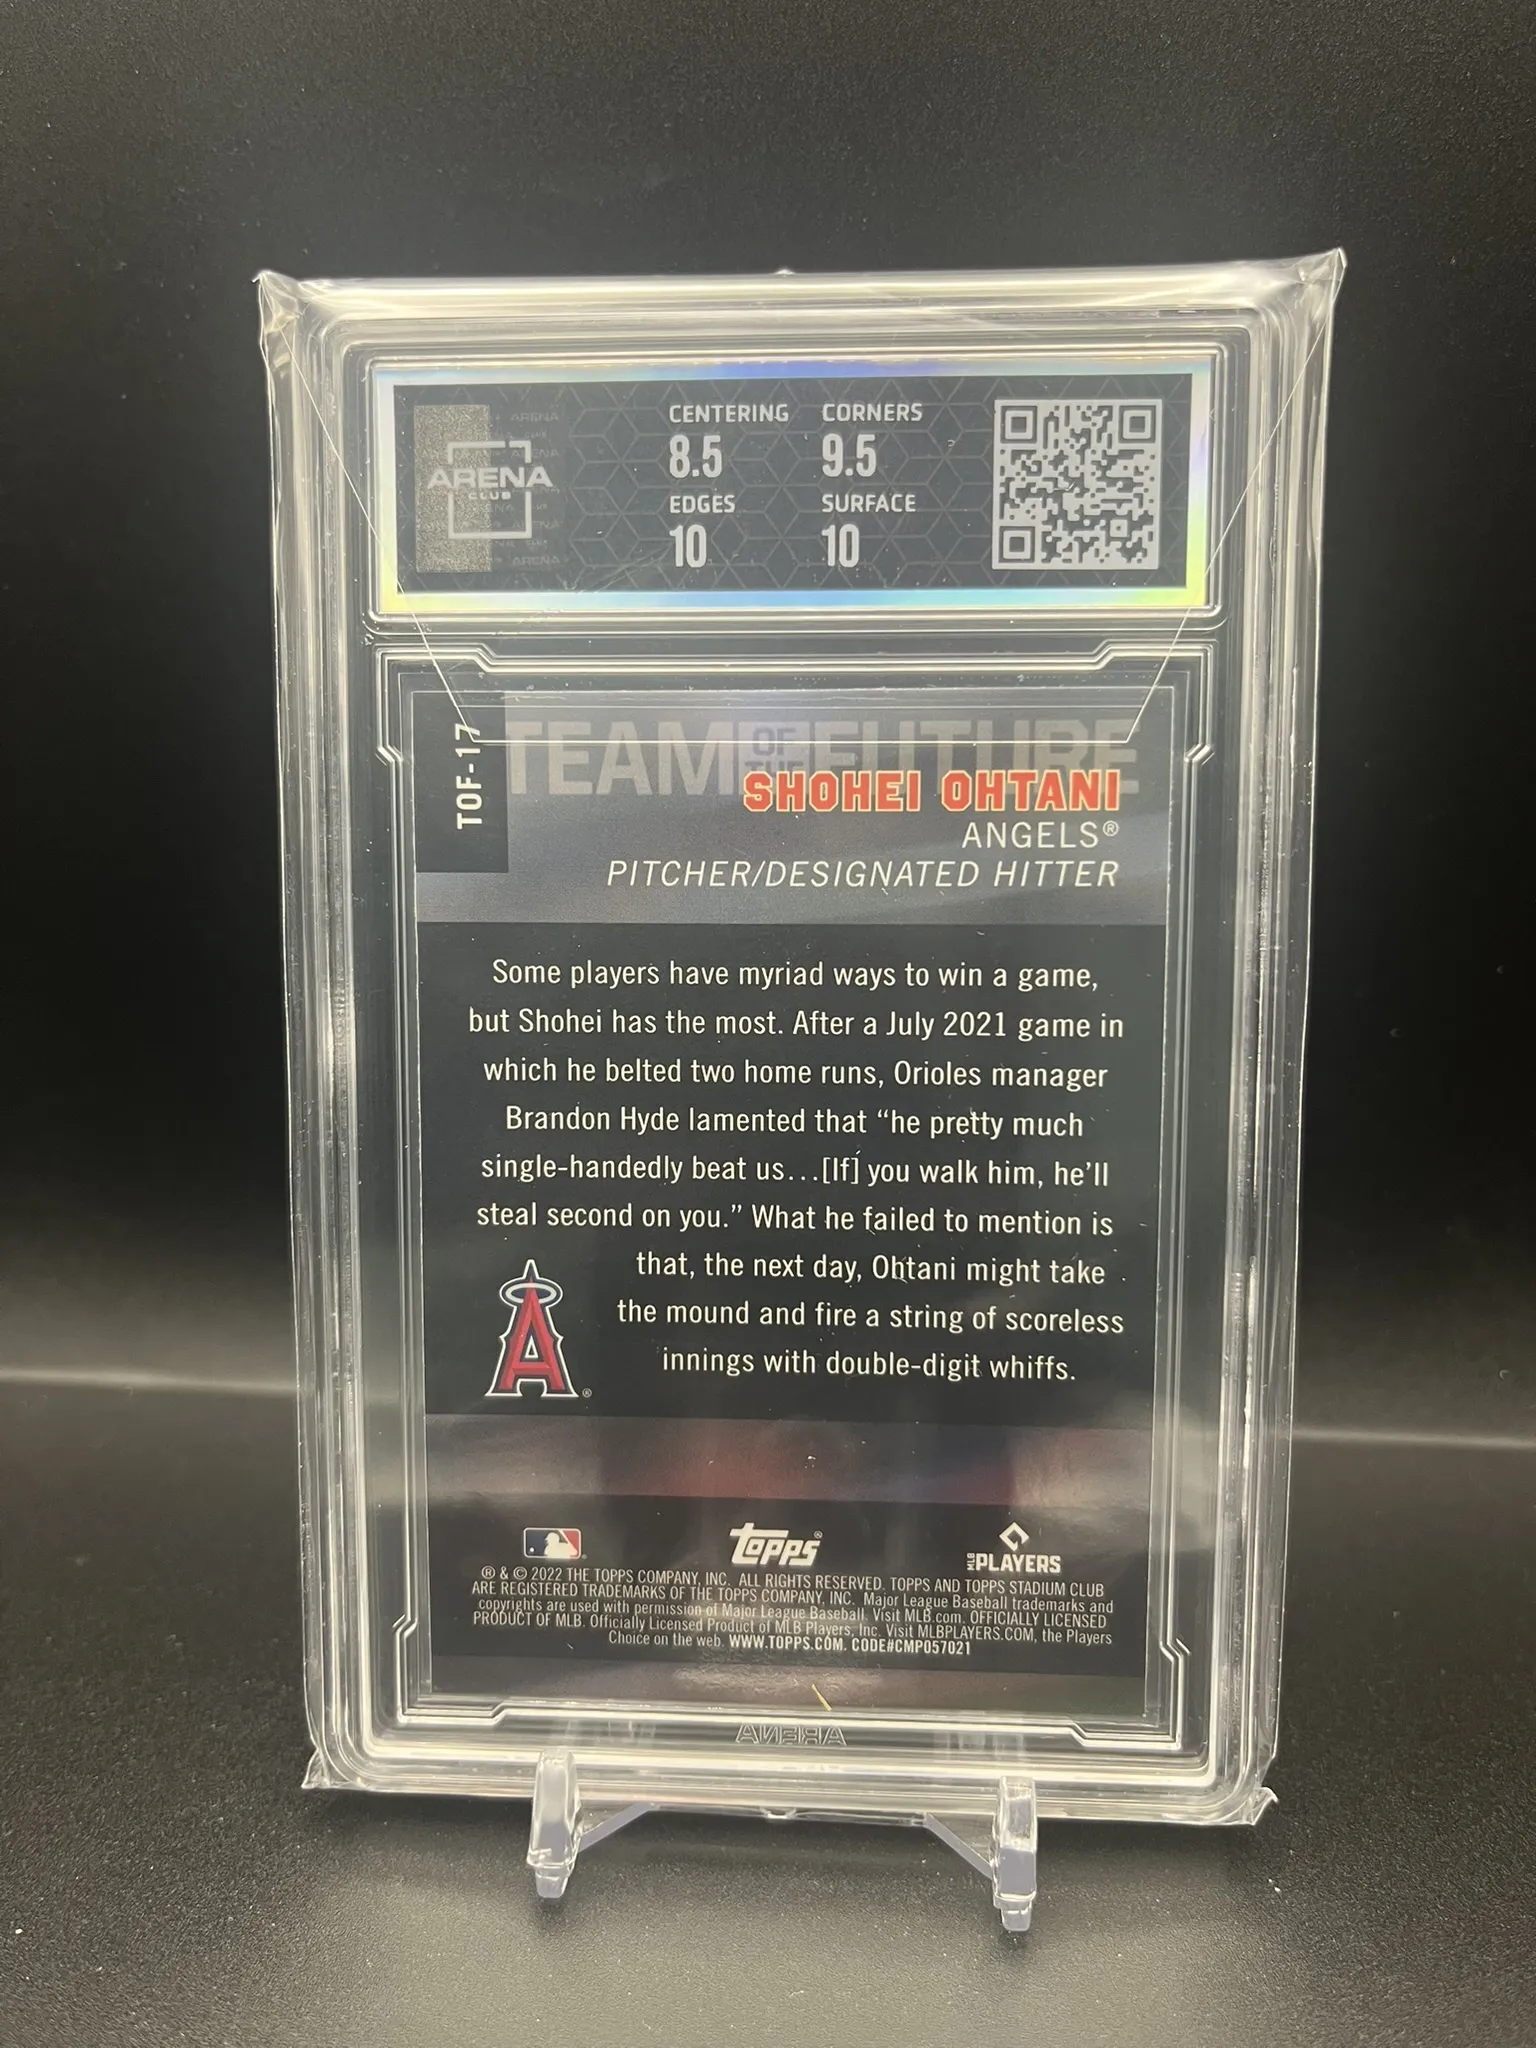 ARENA
CLUB
CENTERING CORNERS
8.5 9.5
EDGES SURFACE
10 10
TOF-17
TEAM OF THE FUTURE
SHOHEI OHTANI
ANGELS®
PITCHER/DESIGNATED HITTER
Some players have myriad ways to win a game,
but Shohei has the most. After a July 2021 game in
which he belted two home runs, Orioles manager
Brandon Hyde lamented that “he pretty much
single-handedly beat us...[If] you walk him, he’ll
steal second on you.” What he failed to mention is
that, the next day, Ohtani might take
the mound and fire a string of scoreless
innings with double-digit whiffs.
A®
Topps®
MLB PLAYERS
® & © 2022 THE TOPPS COMPANY, INC. ALL RIGHTS RESERVED. TOPPS AND TOPPS STADIUM CLUB
ARE REGISTERED TRADEMARKS OF THE TOPPS COMPANY, INC. Major League Baseball trademarks and
copyrights are used with permission of Major League Baseball. Visit MLB.com. OFFICIALLY LICENSED
PRODUCT OF MLB. Officially Licensed Product of MLB Players, Inc. Visit MLBPLAYERS.COM, the Players
Choice on the web. WWW.TOPPS.COM. CODE#CMP057021
ARENA